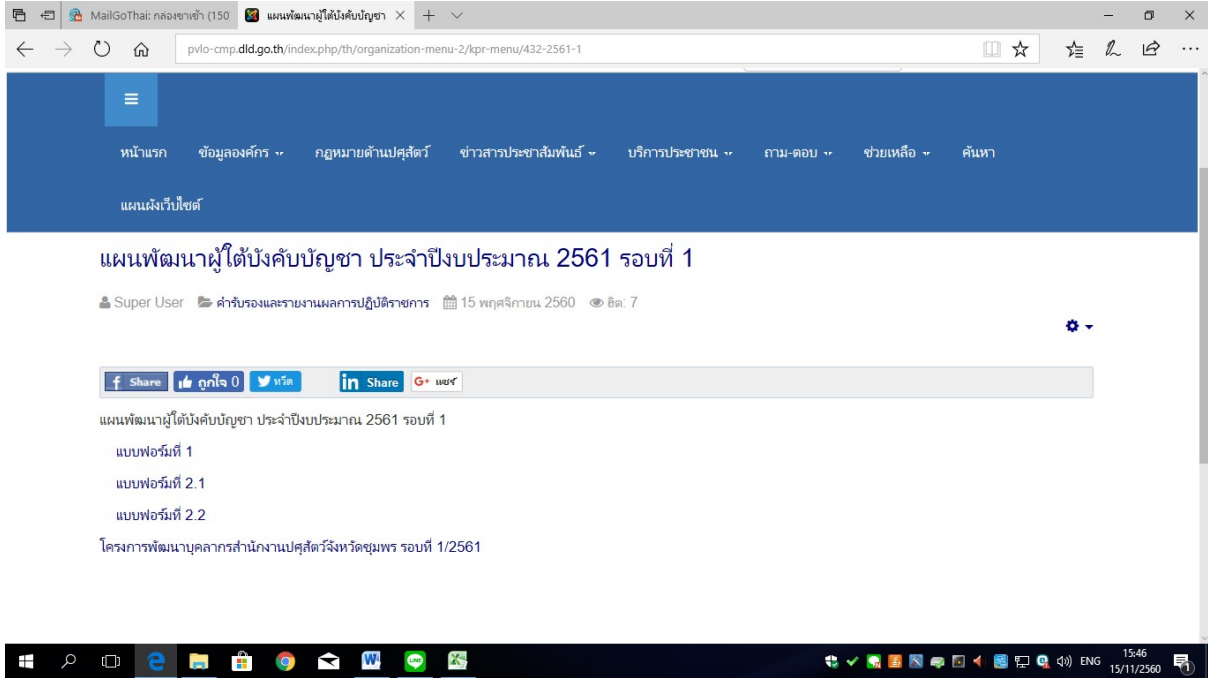 MailGoThai: กล่องขาเข้า (150
แผนพัฒนาผู้ใต้บังคับบัญชา
pvlo-cmp.dld.go.th/index.php/th/organization-menu-2/kpr-menu/432-2561-1
หน้าแรก ข้อมูลองค์กร กฎหมายด้านปศุสัตว์ ข่าวสารประชาสัมพันธ์ บริการประชาชน ถาม-ตอบ ช่วยเหลือ ค้นหา
แผนผังเว็บไซต์
แผนพัฒนาผู้ใต้บังคับบัญชา ประจำปีงบประมาณ 2561 รอบที่ 1
Super User คำรับรองและรายงานผลการปฏิบัติราชการ 15 พฤศจิกายน 2560 ฮิต: 7
f Share ถูกใจ 0 ทวีต in Share G+ แชร์
แผนพัฒนาผู้ใต้บังคับบัญชา ประจำปีงบประมาณ 2561 รอบที่ 1
แบบฟอร์มที่ 1
แบบฟอร์มที่ 2.1
แบบฟอร์มที่ 2.2
โครงการพัฒนาบุคลากรสำนักงานปศุสัตว์จังหวัดชุมพร รอบที่ 1/2561
ENG
15:46
15/11/2560